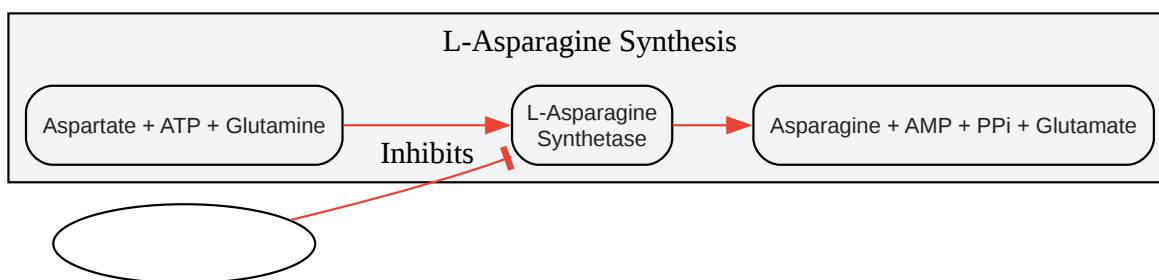 L-Asparagine Synthesis
Aspartate + ATP + Glutamine
L-Asparagine
Synthetase
Asparagine + AMP + PPi + Glutamate
Inhibits